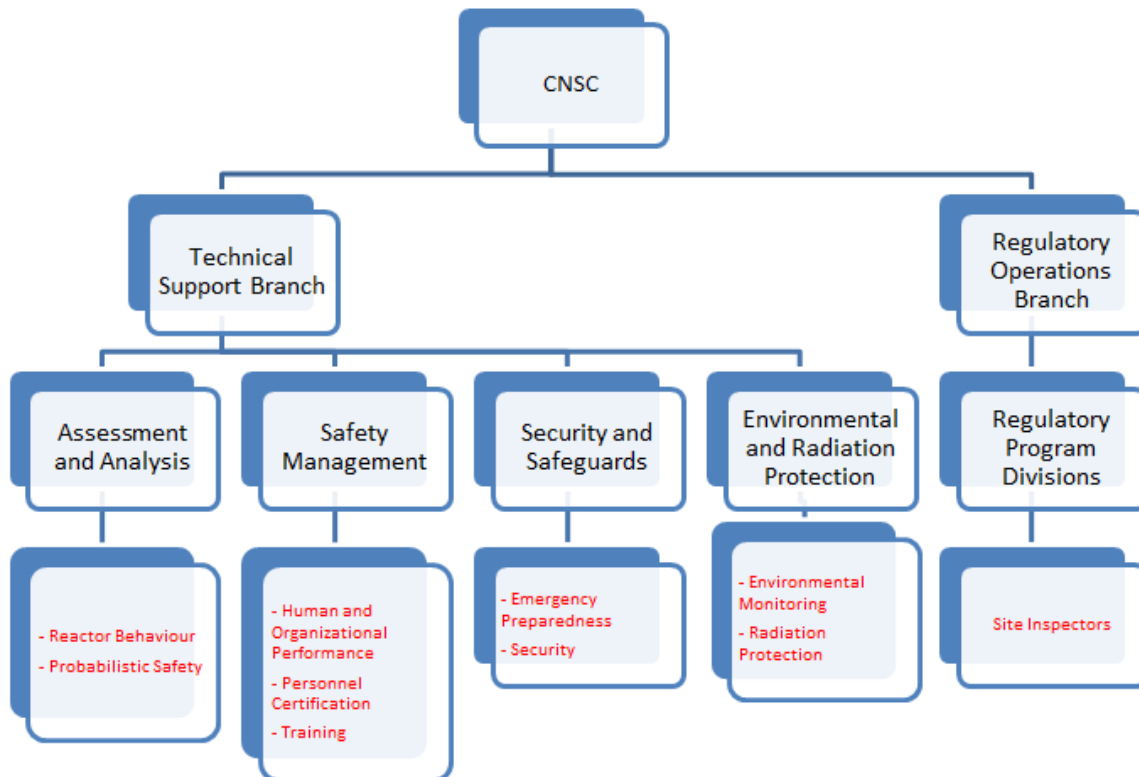 CNSC
Technical
Support Branch
Regulatory
Operations
Branch
Assessment
and Analysis
Safety
Management
Security and
Safeguards
Environmental
and Radiation
Protection
Regulatory
Program
Divisions
- Reactor Behaviour
- Probabilistic Safety
- Human and
Organizational
Performance
- Personnel
Certification
- Training
- Emergency
Preparedness
- Security
- Environmental
Monitoring
- Radiation
Protection
Site Inspectors